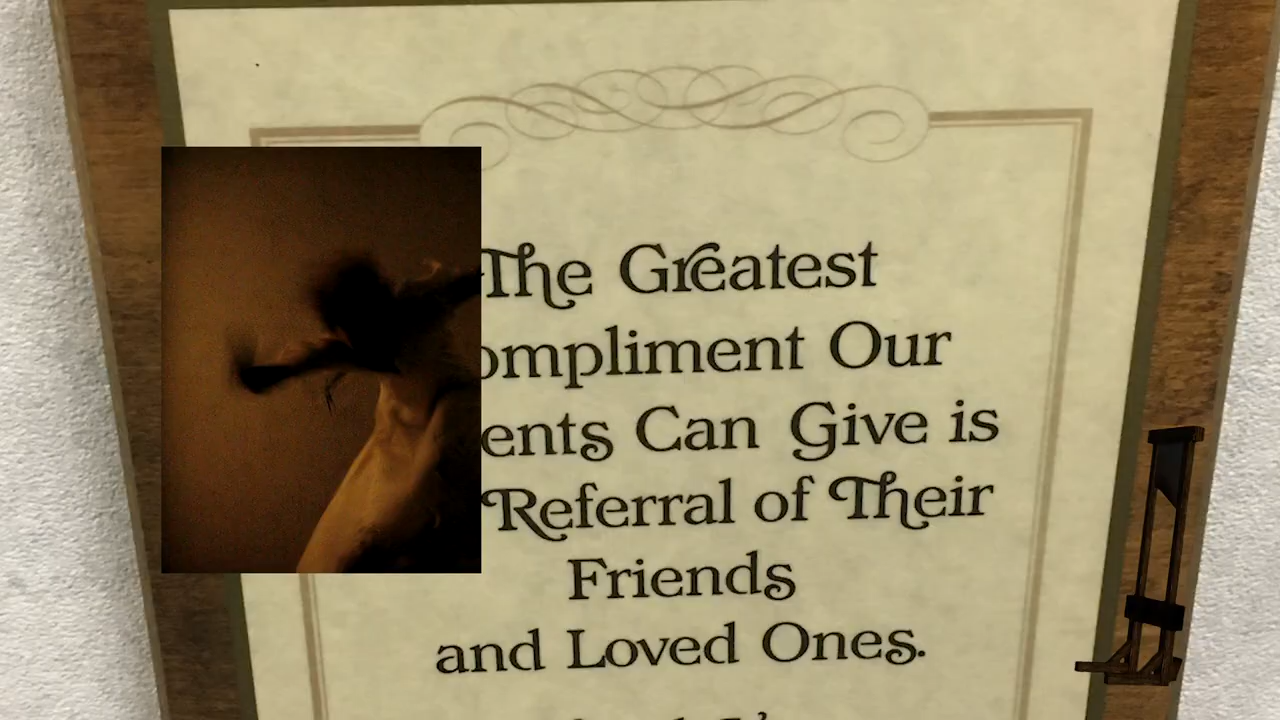 The Greatest
ompliment Our
ents Can Give is
Referral of Their
Friends
and Loved Ones.